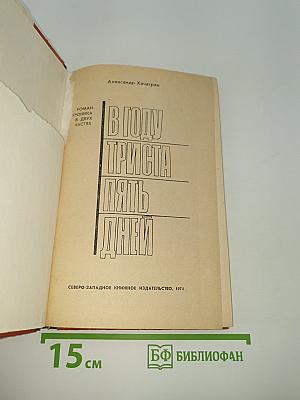 Александр Хачатрян
РОМАН-
ХРОНИКА
В ДВУХ
ЧАСТЯХ
В ГОДУ
ТРИСТА
ПЯТЬ
ДНЕЙ
СЕВЕРО-ЗАПАДНОЕ КНИЖНОЕ ИЗДАТЕЛЬСТВО, 1974
15 см
БФ БИБЛИОФАН